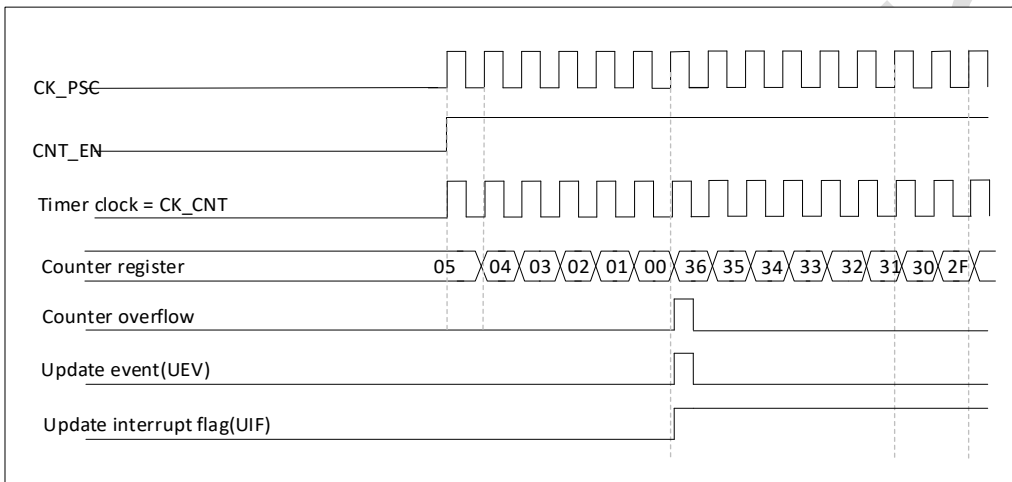 CK_PSC
CNT_EN
Timer clock = CK_CNT
Counter register 05 04 03 02 01 00 36 35 34 33 32 31 30 2F
Counter overflow
Update event(UEV)
Update interrupt flag(UIF)